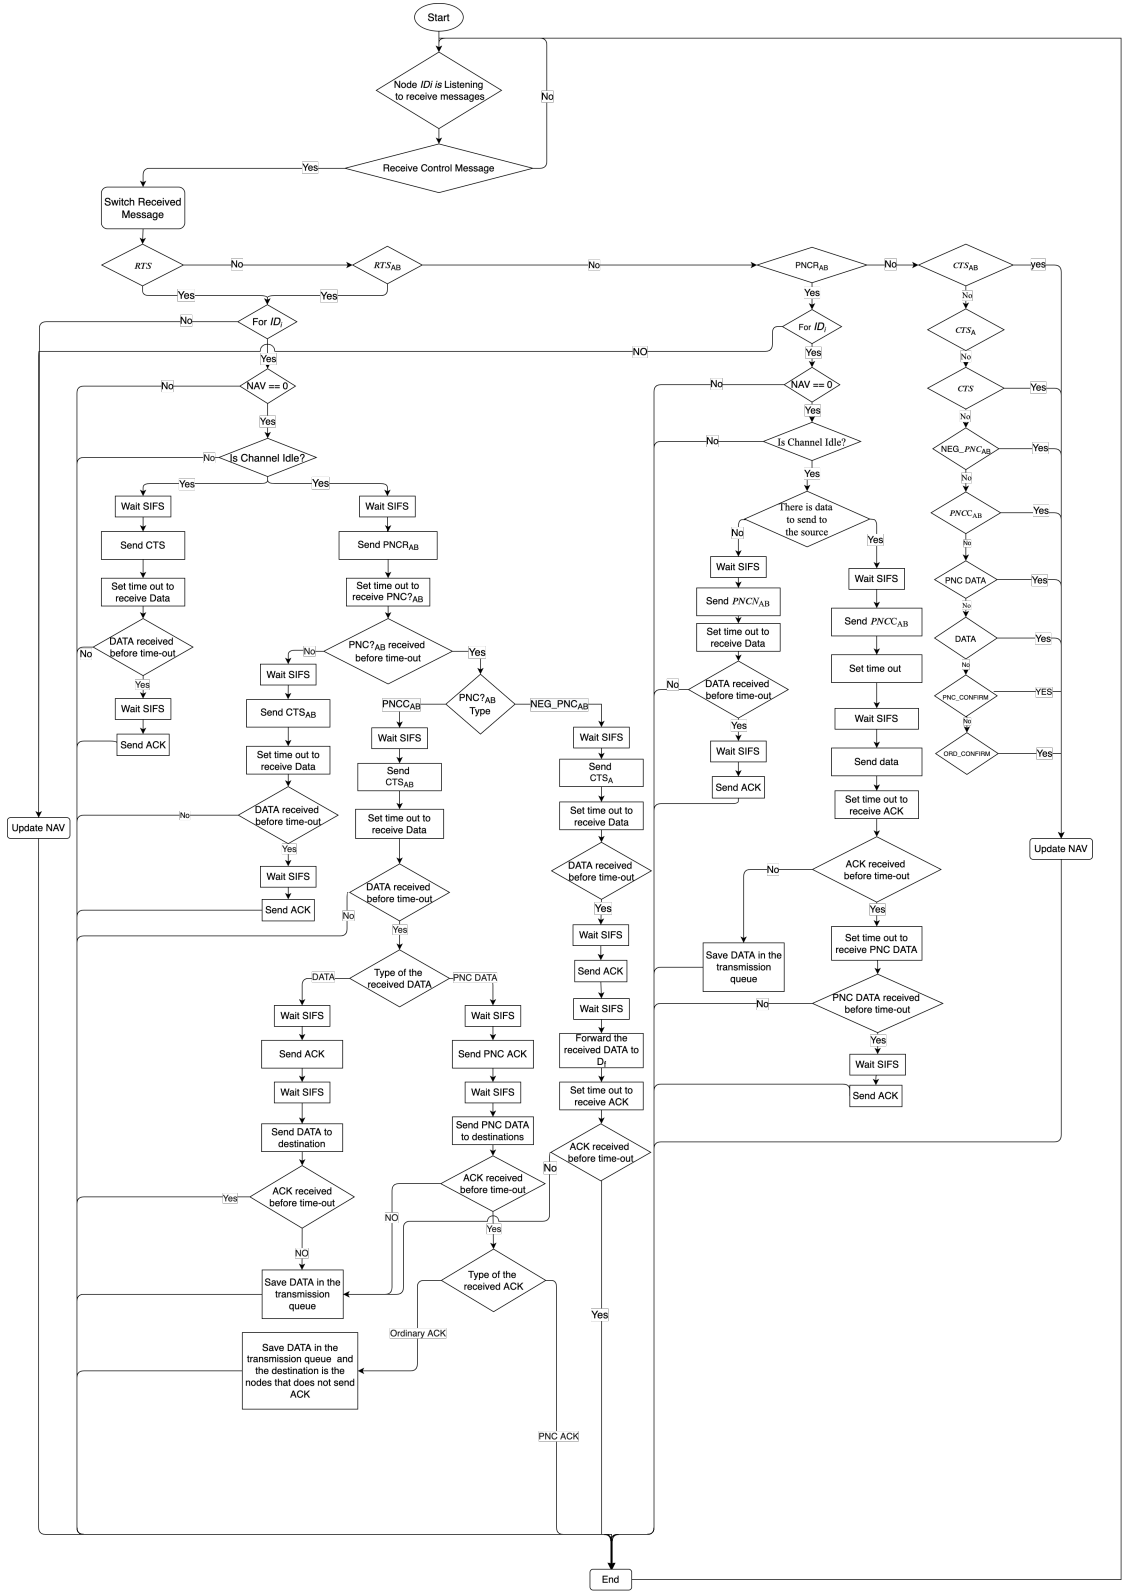 Start
Node IDi is Listening
to receive messages
No
Receive Control Message
Yes
Switch Received
Message
RTS
No
RTSAB
No
PNCRAB
No
CTSAB
yes
Yes
Yes
Yes
No
For IDi
No
For IDi
CTSA
NO
Yes
Yes
No
NAV == 0
No
NAV == 0
No
CTS
Yes
Yes
Yes
No
Is Channel Idle?
No
Is Channel Idle?
No
NEG_PNCAB
Yes
No
Yes
Yes
Yes
No
Wait SIFS
Wait SIFS
There is data
to send to
the source
PNCCAB
Yes
Send CTS
Send PNCRAB
No
Yes
No
Set time out to
receive Data
Set time out to
receive PNC?AB
Wait SIFS
Wait SIFS
PNC DATA
Yes
Send PNCNAB
Send PNCCAB
No
DATA received
before time-out
No
PNC?AB received
before time-out
No
Yes
Set time out to
receive Data
DATA
Yes
Yes
Wait SIFS
Set time out
No
Wait SIFS
Send CTSAB
PNC?AB
Type
PNCCAB
NEG_PNCAB
DATA received
before time-out
No
PNC_CONFIRM
YES
Yes
Wait SIFS
No
Send ACK
Wait SIFS
Wait SIFS
Wait SIFS
Send data
ORD_CONFIRM
Yes
Set time out to
receive Data
Send
CTSAB
Send
CTSA
Send ACK
Set time out to
receive ACK
DATA received
before time-out
No
Set time out to
receive Data
Set time out to
receive Data
Update NAV
Update NAV
Yes
ACK received
before time-out
No
Wait SIFS
DATA received
before time-out
DATA received
before time-out
Send ACK
No
Yes
Yes
Yes
Wait SIFS
Set time out to
receive PNC DATA
Save DATA in the
transmission
queue
Type of the
received DATA
DATA
PNC DATA
Send ACK
PNC DATA received
before time-out
No
Wait SIFS
Wait SIFS
Wait SIFS
Yes
Send ACK
Send PNC ACK
Forward the
received DATA to
Df
Wait SIFS
Wait SIFS
Wait SIFS
Set time out to
receive ACK
Send ACK
Send DATA to
destination
Send PNC DATA
to destinations
ACK received
before time-out
No
ACK received
before time-out
Yes
ACK received
before time-out
NO
Yes
NO
Save DATA in the
transmission
queue
Type of the
received ACK
Yes
Ordinary ACK
Save DATA in the
transmission queue and
the destination is the
nodes that does not send
ACK
PNC ACK
End